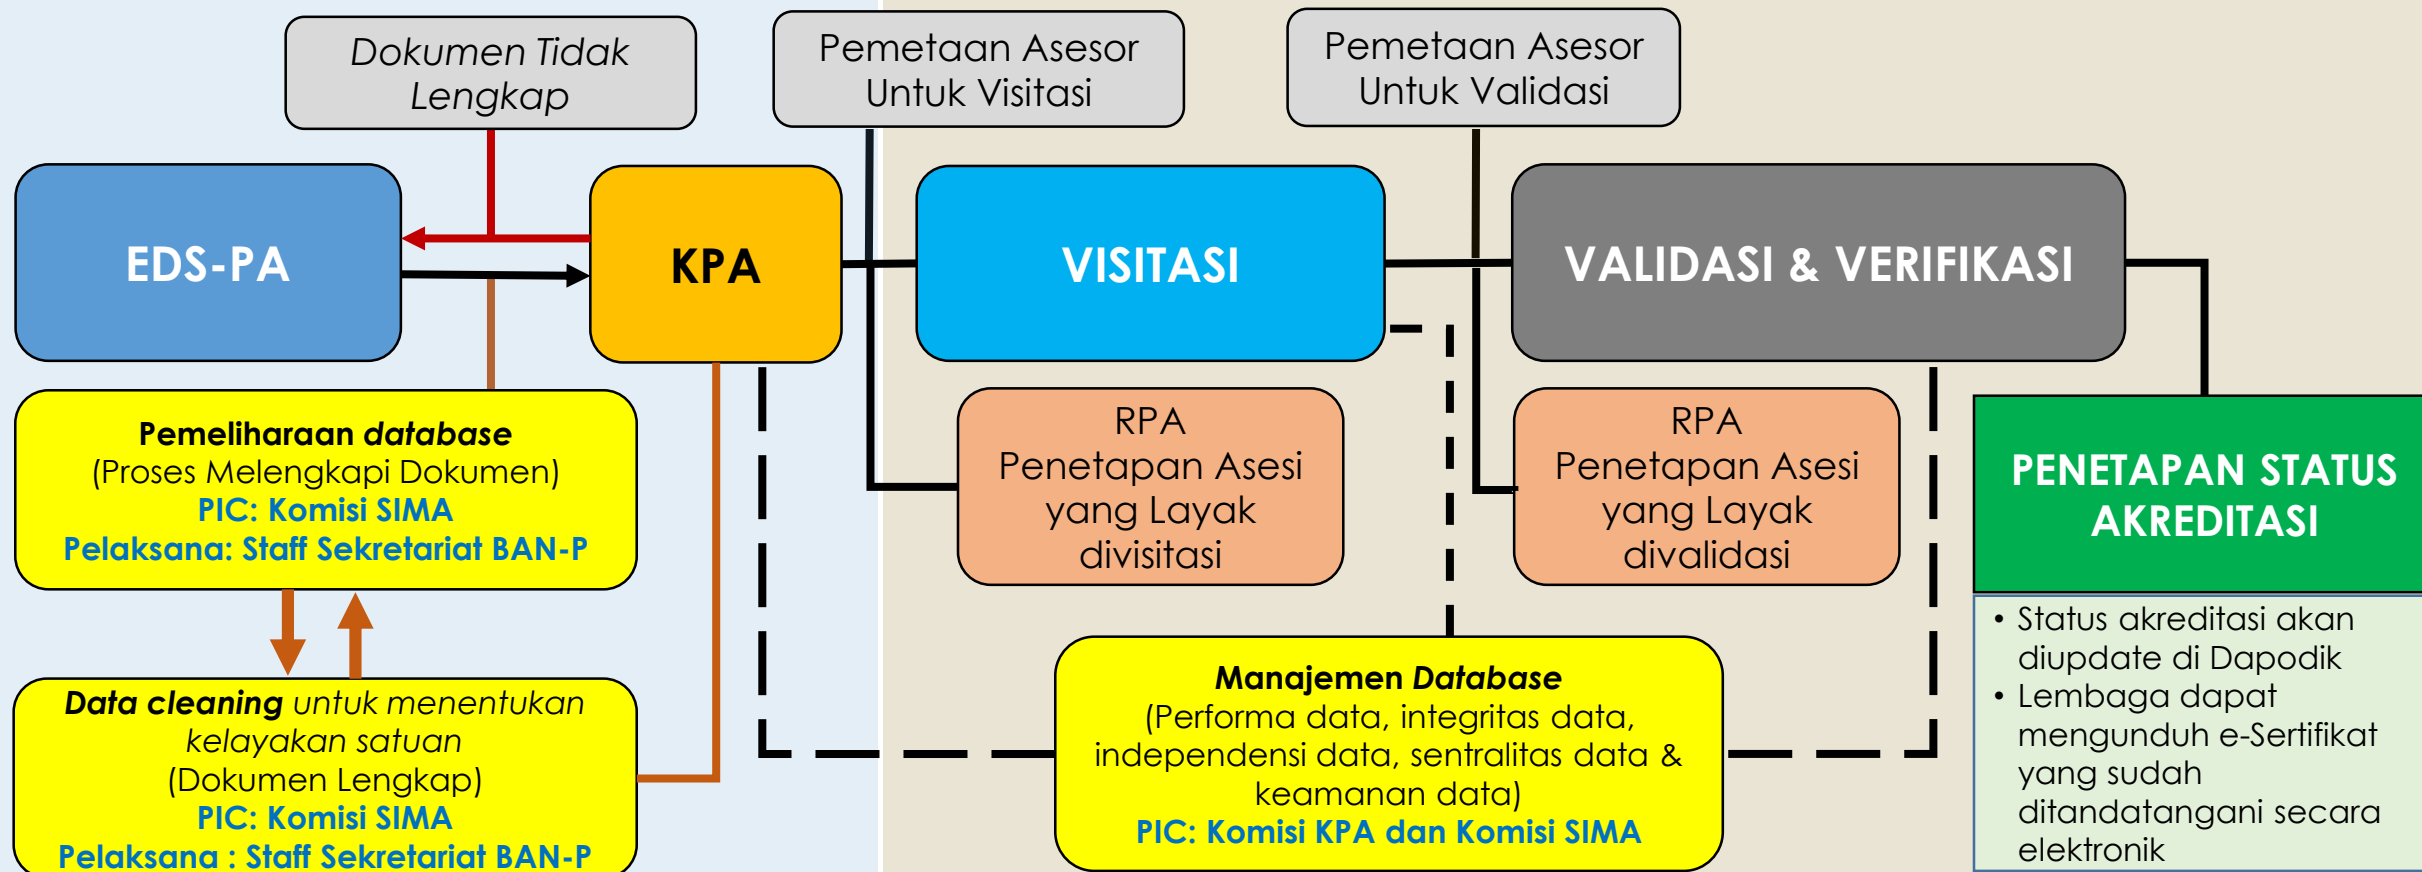 Dokumen Tidak
Lengkap
Pemetaan Asesor
Untuk Visitasi
Pemetaan Asesor
Untuk Validasi
EDS-PA
KPA
VISITASI
VALIDASI & VERIFIKASI
Pemeliharaan database
(Proses Melengkapi Dokumen)
PIC: Komisi SIMA
Pelaksana: Staff Sekretariat BAN-P
RPA
Penetapan Asesi
yang Layak
divisitasi
RPA
Penetapan Asesi
yang Layak
divalidasi
PENETAPAN STATUS
AKREDITASI
Data cleaning untuk menentukan
kelayakan satuan
(Dokumen Lengkap)
PIC: Komisi SIMA
Pelaksana : Staff Sekretariat BAN-P
Manajemen Database
(Performa data, integritas data,
independensi data, sentralitas data &
keamanan data)
PIC: Komisi KPA dan Komisi SIMA
• Status akreditasi akan
diupdate di Dapodik
• Lembaga dapat
mengunduh e-Sertifikat
yang sudah
ditandatangani secara
elektronik